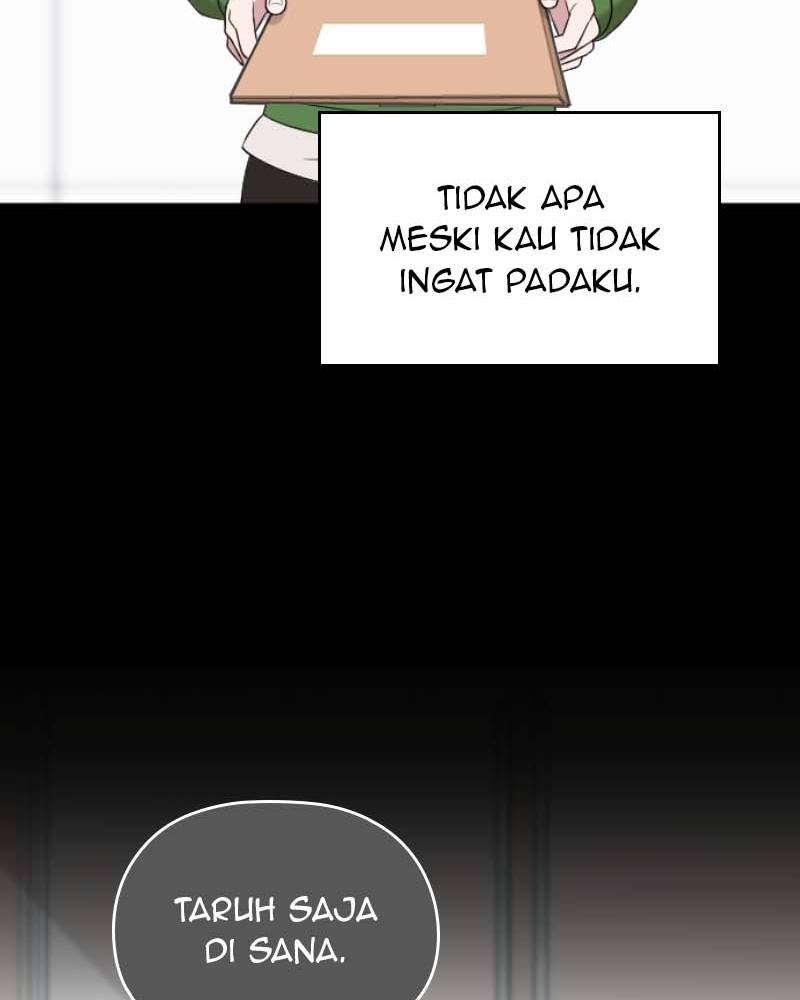 TIDAK APA
MESKI KAU TIDAK
INGAT PADAKU.
TARUH SAJA
DI SANA.